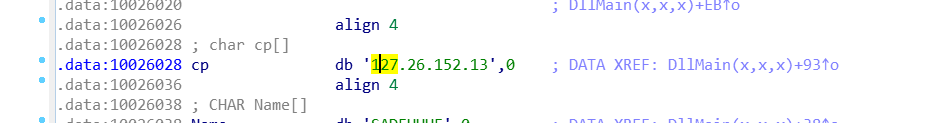 .data:10026020 ; DllMain(x,x,x)+EB↑o
.data:10026026 align 4
.data:10026028 ; char cp[]
.data:10026028 cp db '127.26.152.13',0 ; DATA XREF: DllMain(x,x,x)+93↑o
.data:10026036 align 4
.data:10026038 ; CHAR Name[]
.data:10026038 Name db 'SADFHUHF',0 ; DATA XREF: DllMain(x,x,x)+38↑o